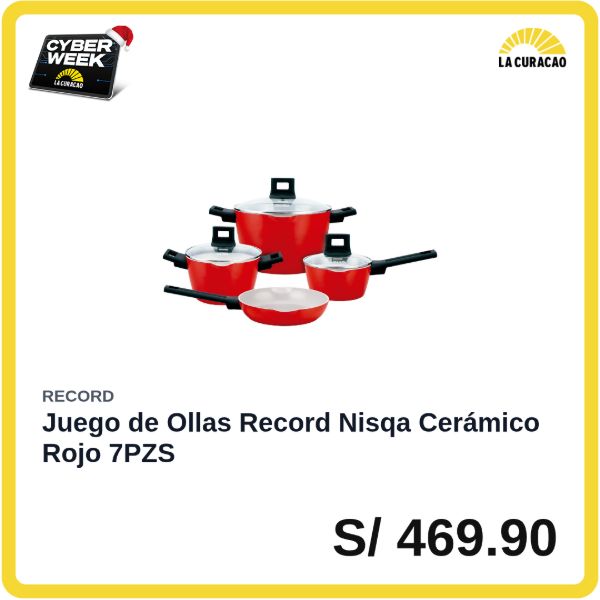 CYBER
WEEK
LA CURACAO
LA CURACAO
RECORD
Juego de Ollas Record Nisqa Cerámico
Rojo 7PZS
S/ 469.90